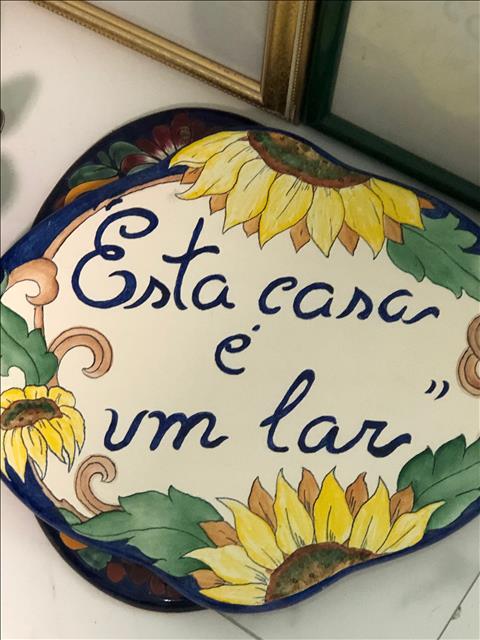 "Esta casa
é
um lar"